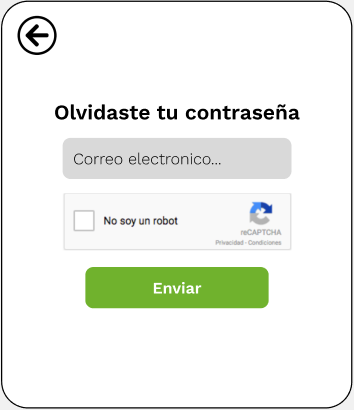 Olvidaste tu contraseña
Correo electronico...
No soy un robot
reCAPTCHA
Privacidad - Condiciones
Enviar